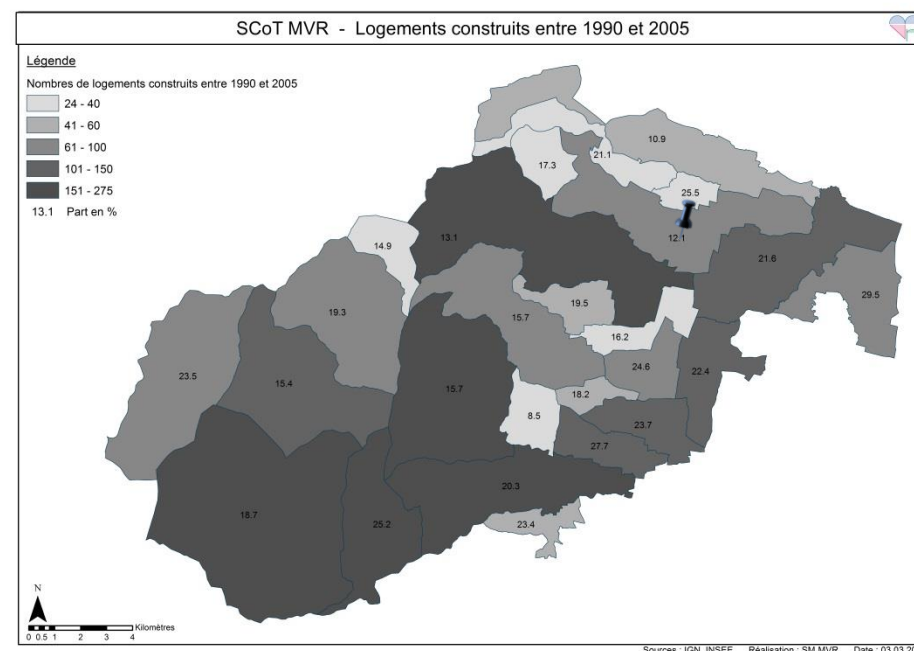 SCoT MVR - Logements construits entre 1990 et 2005
Légende
Nombres de logements construits entre 1990 et 2005
24 - 40
41 - 60
61 - 100
101 - 150
151 - 275
13.1 Part en %
10.9
21.1
17.3
25.5
12.1
13.1
14.9
21.6
29.5
19.5
19.3
15.7
16.2
24.6
22.4
23.5
15.4
15.7
18.2
8.5
23.7
27.7
20.3
18.7
25.2
23.4
N
Kilomètres
0 0.5 1 2 3 4
Sources : IGN, INSEE Réalisation : SM MVR Date : 03.03.20